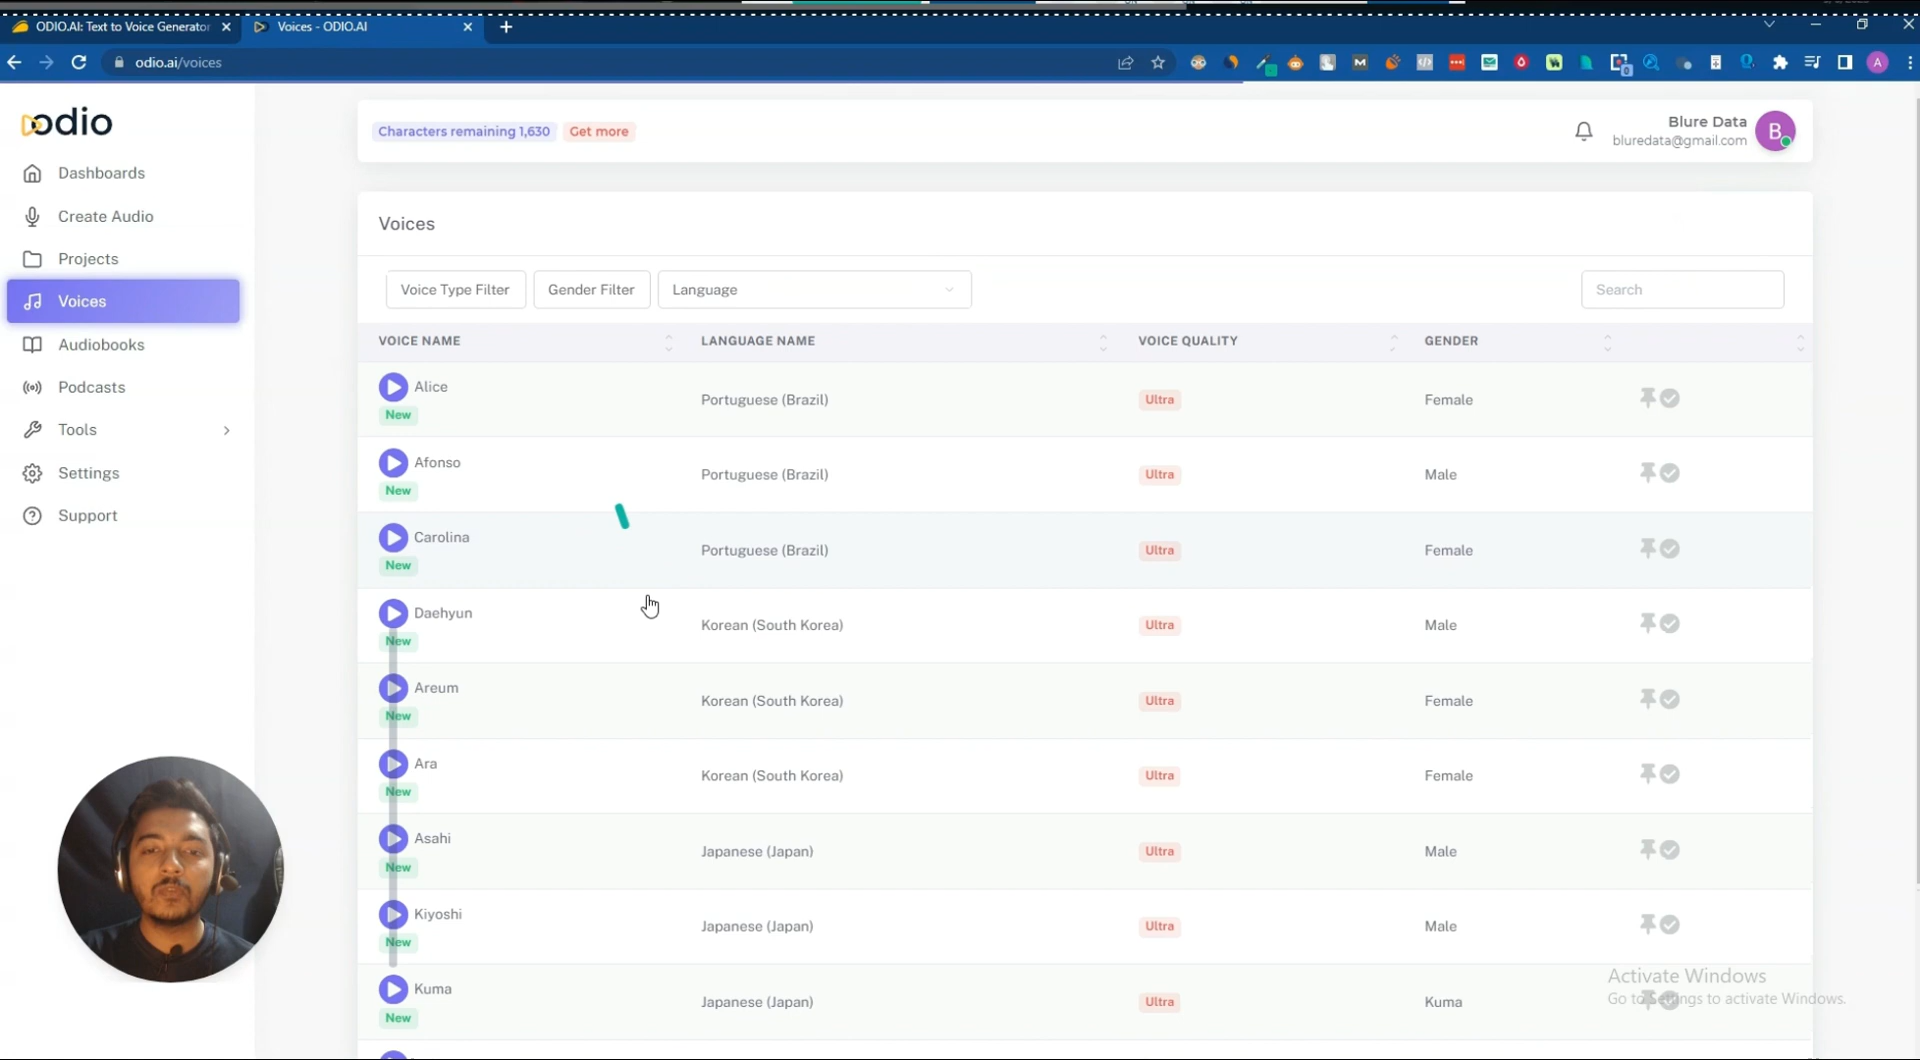 ODIO.AI: Text to Voice Generator
Voices - ODIO.AI
odio.ai/voices
odio
Characters remaining 1,630
Get more
Blure Data
bluredata@gmail.com
B
Dashboards
Create Audio
Projects
Voices
Audiobooks
Podcasts
Tools
Settings
Support
Voices
Voice Type Filter
Gender Filter
Language
Search
VOICE NAME LANGUAGE NAME VOICE QUALITY GENDER
Alice
New
Portuguese (Brazil) Ultra Female
Afonso
New
Portuguese (Brazil) Ultra Male
Carolina
New
Portuguese (Brazil) Ultra Female
Daehyun
New
Korean (South Korea) Ultra Male
Areum
New
Korean (South Korea) Ultra Female
Ara
New
Korean (South Korea) Ultra Female
Asahi
New
Japanese (Japan) Ultra Male
Kiyoshi
New
Japanese (Japan) Ultra Male
Kuma
New
Japanese (Japan) Ultra Kuma
Activate Windows
Go to Settings to activate Windows.